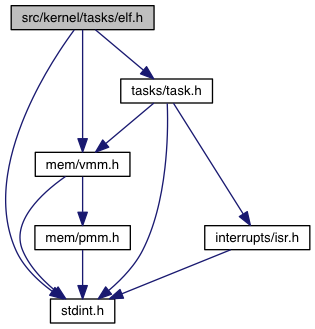 src/kernel/tasks/elf.h
tasks/task.h
mem/vmm.h
mem/pmm.h
interrupts/isr.h
stdint.h